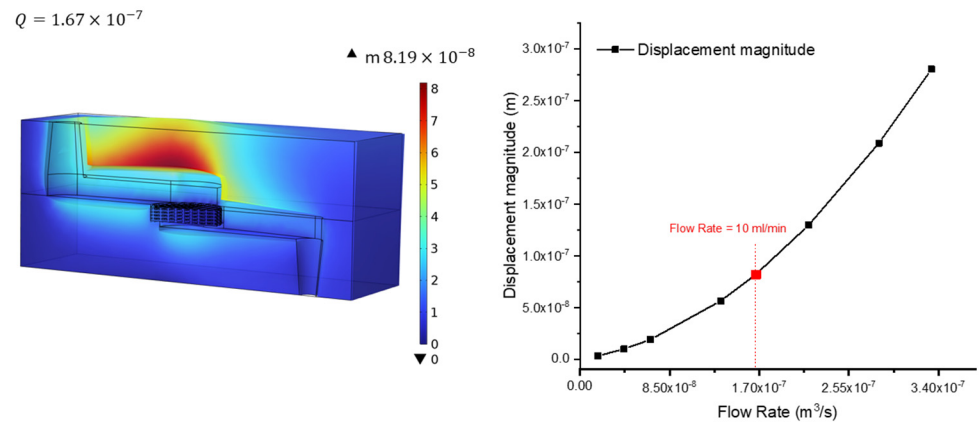 Q = 1.67 × 10⁻⁷
▲ m 8.19 × 10⁻⁸
8
7
6
5
4
3
2
1
0
▼ 0
Displacement magnitude
Displacement magnitude (m)
3.0x10⁻⁷
2.5x10⁻⁷
2.0x10⁻⁷
1.5x10⁻⁷
1.0x10⁻⁷
5.0x10⁻⁸
0.0
Flow Rate = 10 ml/min
0.00 8.50x10⁻⁸ 1.70x10⁻⁷ 2.55x10⁻⁷ 3.40x10⁻⁷
Flow Rate (m³/s)